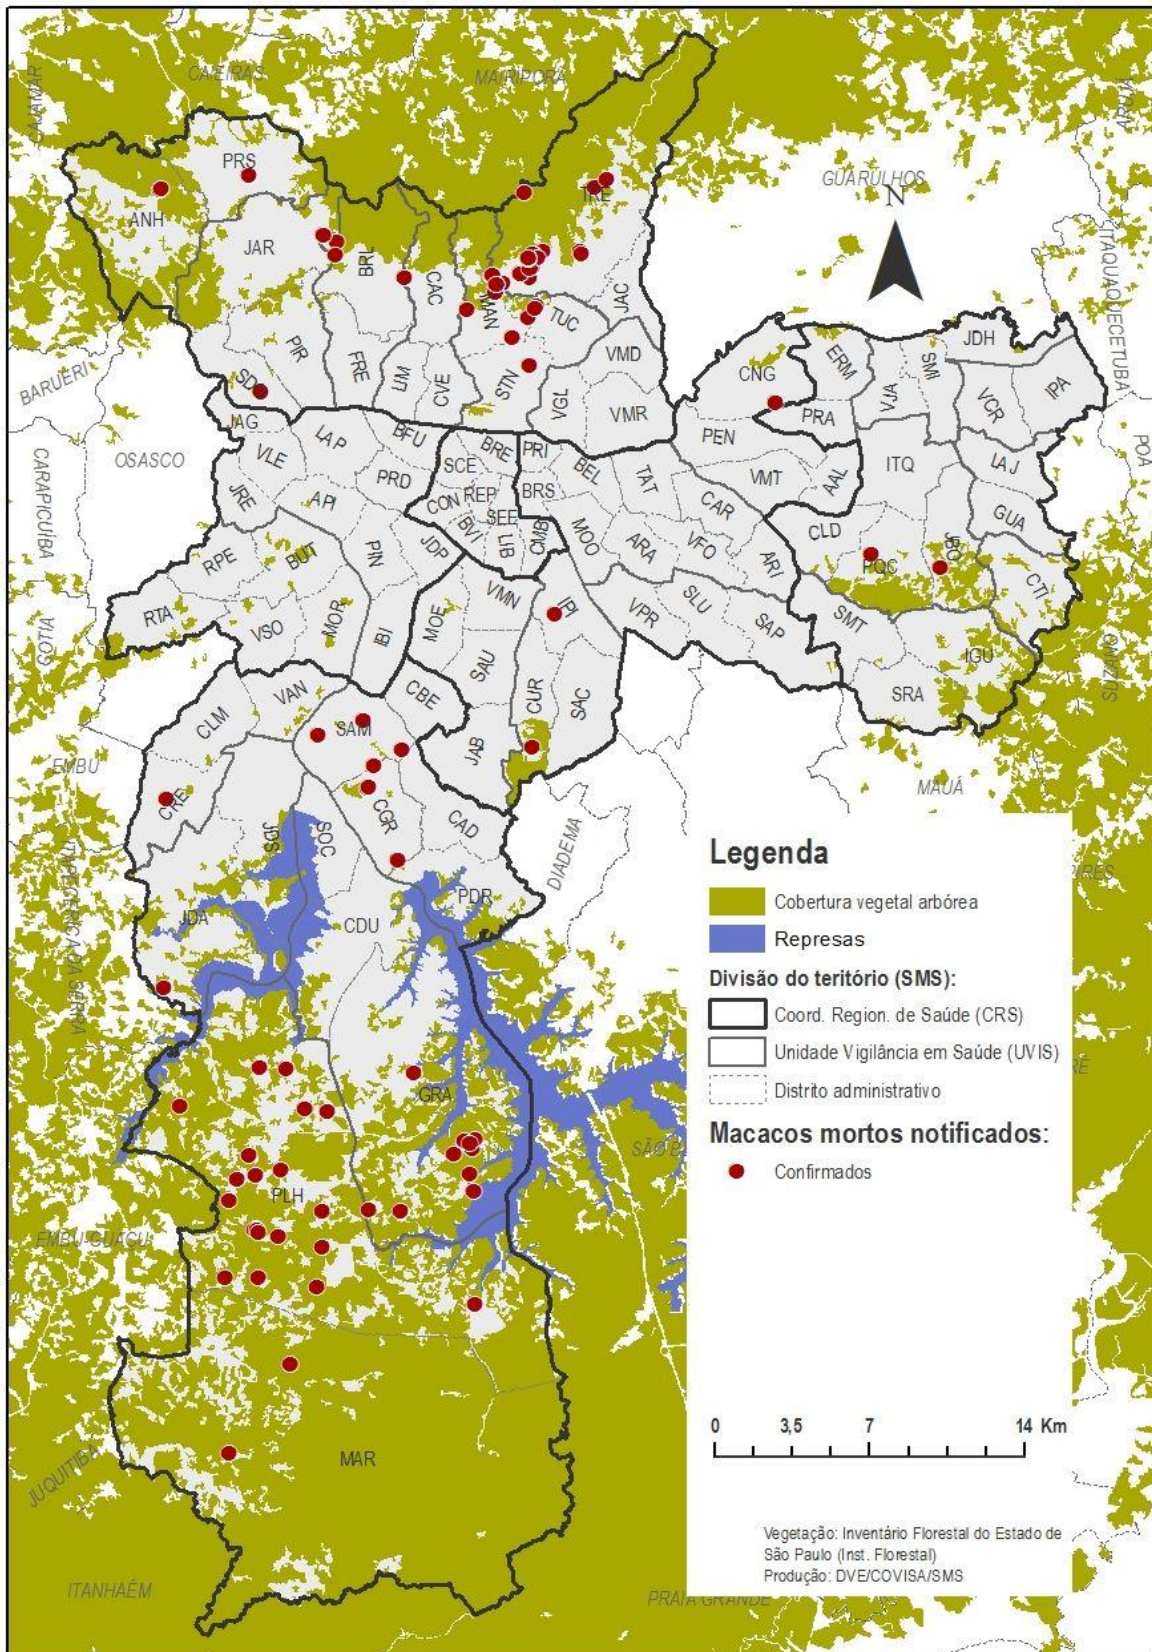 CAIEIRAS
MAIRIPORÃ
CAJAMAR
PRS
ANH
TRE
GUARULHOS
N
JAR
BRL
CAC
MAN
JAC
ITAQUAQUECETUBA
TUC
PIR
FRE
LIM
CVE
STN
VGL
VMD
VMR
CNG
ERM
VJA
SMI
JDH
VCR
IPA
BARUERI
JAG
LAP
BFU
BRE
PRI
BEL
PEN
PRA
ITQ
LAJ
POÁ
OSASCO
CARAPICUÍBA
VLE
PRD
SCE
TAT
VMT
AAL
JRE
API
CON
REP
BRS
CAR
CLD
GUA
SEE
BVI
LIB
CMB
MOO
ARA
VFO
ARI
PQC
RPE
BUT
PIN
JDP
CTI
RTA
VSO
MOR
IBI
MOE
VMN
IPI
VPR
SLU
SAP
SMT
IGU
COTIA
SUZANO
SAU
CUR
SAC
SRA
CLM
VAN
CBE
SAM
JAB
EMBU
CRE
MAUÁ
ITAPECERICA DA SERRA
JDS
SOC
CGR
CAD
DIADEMA
JDA
CDU
PDR
Legenda
Cobertura vegetal arbórea
Represas
Divisão do território (SMS):
Coord. Region. de Saúde (CRS)
Unidade Vigilância em Saúde (UVIS)
Distrito administrativo
Macacos mortos notificados:
Confirmados
GRA
PLH
EMBU-GUAÇU
MAR
JUQUITIBA
0 3,5 7 14 Km
Vegetação: Inventário Florestal do Estado de
São Paulo (Inst. Florestal)
Produção: DVE/COVISA/SMS
ITANHAÉM
PRAIA GRANDE